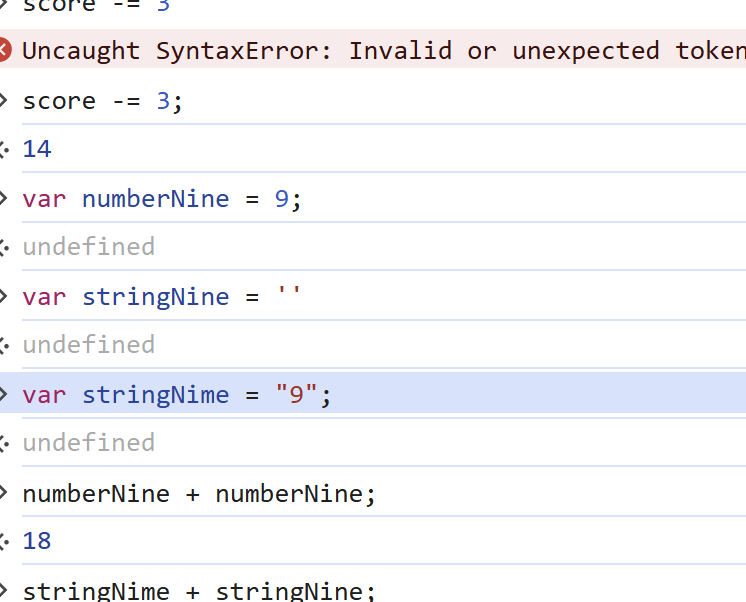 score -= 3
Uncaught SyntaxError: Invalid or unexpected token
score -= 3;
14
var numberNine = 9;
undefined
var stringNine = ''
undefined
var stringNime = "9";
undefined
numberNine + numberNine;
18
stringNime + stringNine;